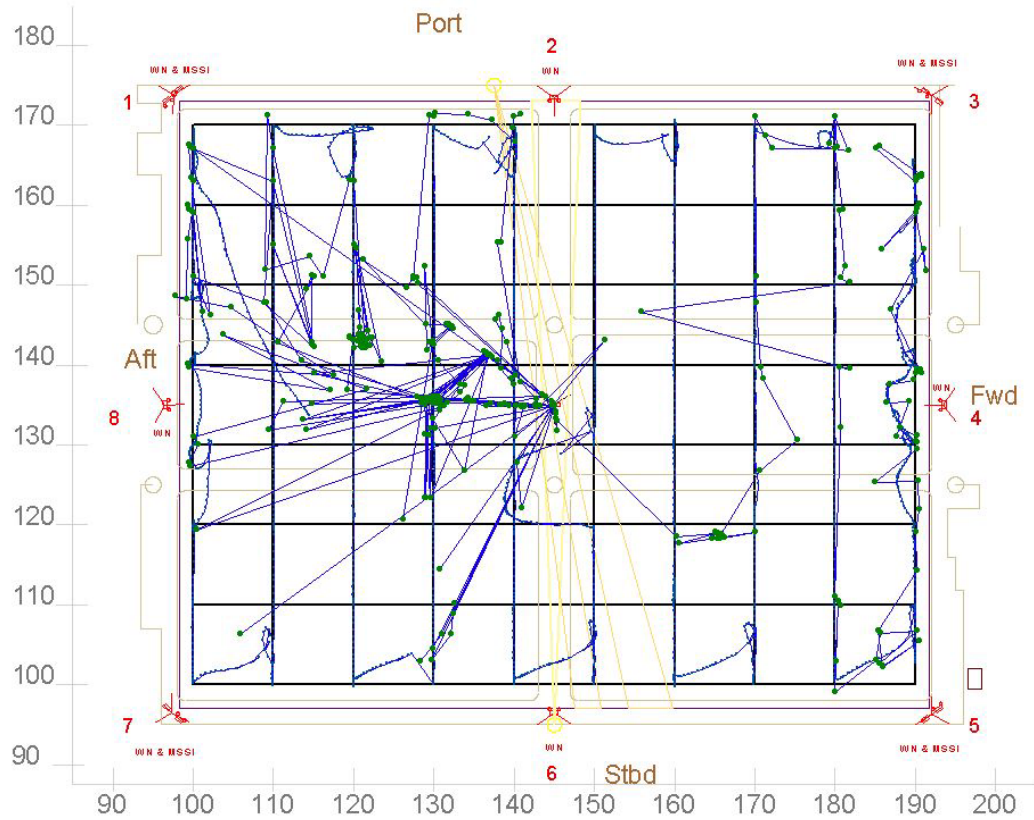 Port
180
2
WN & MSSI
WN
WN & MSSI
1
3
170
160
150
140
Aft
WN
Fwd
8
4
WN
130
120
110
100
7
5
WN & MSSI
WN
WN & MSSI
6
Stbd
90
90 100 110 120 130 140 150 160 170 180 190 200